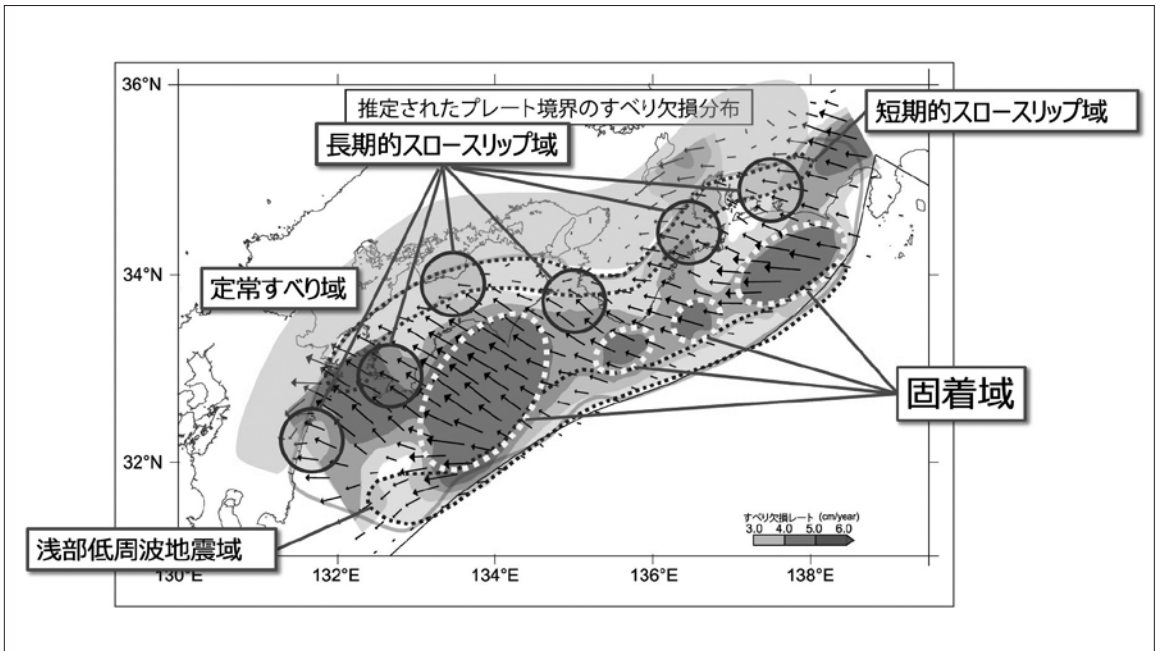 36°N
推定されたプレート境界のすべり欠損分布
短期的スロースリップ域
長期的スロースリップ域
34°N
定常すべり域
固着域
32°N
すべり欠損レート (cm/year)
3.0 4.0 5.0 6.0
浅部低周波地震域
130°E 132°E 134°E 136°E 138°E